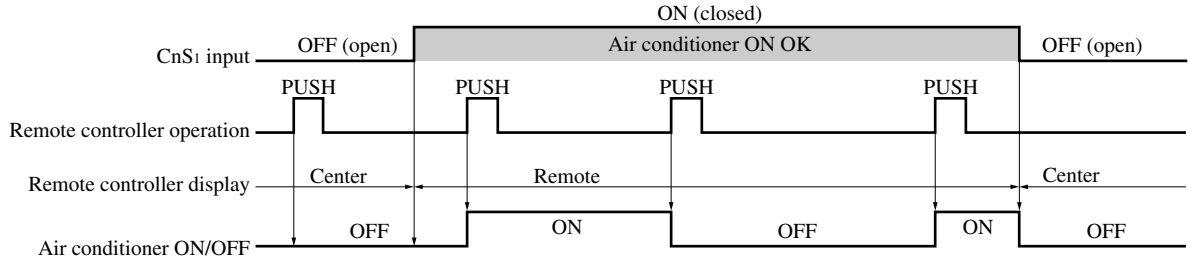 ON (closed)
CnS1 input OFF (open) Air conditioner ON OK OFF (open)
PUSH PUSH PUSH PUSH
Remote controller operation
Remote controller display Center Remote Center
Air conditioner ON/OFF OFF ON OFF ON OFF